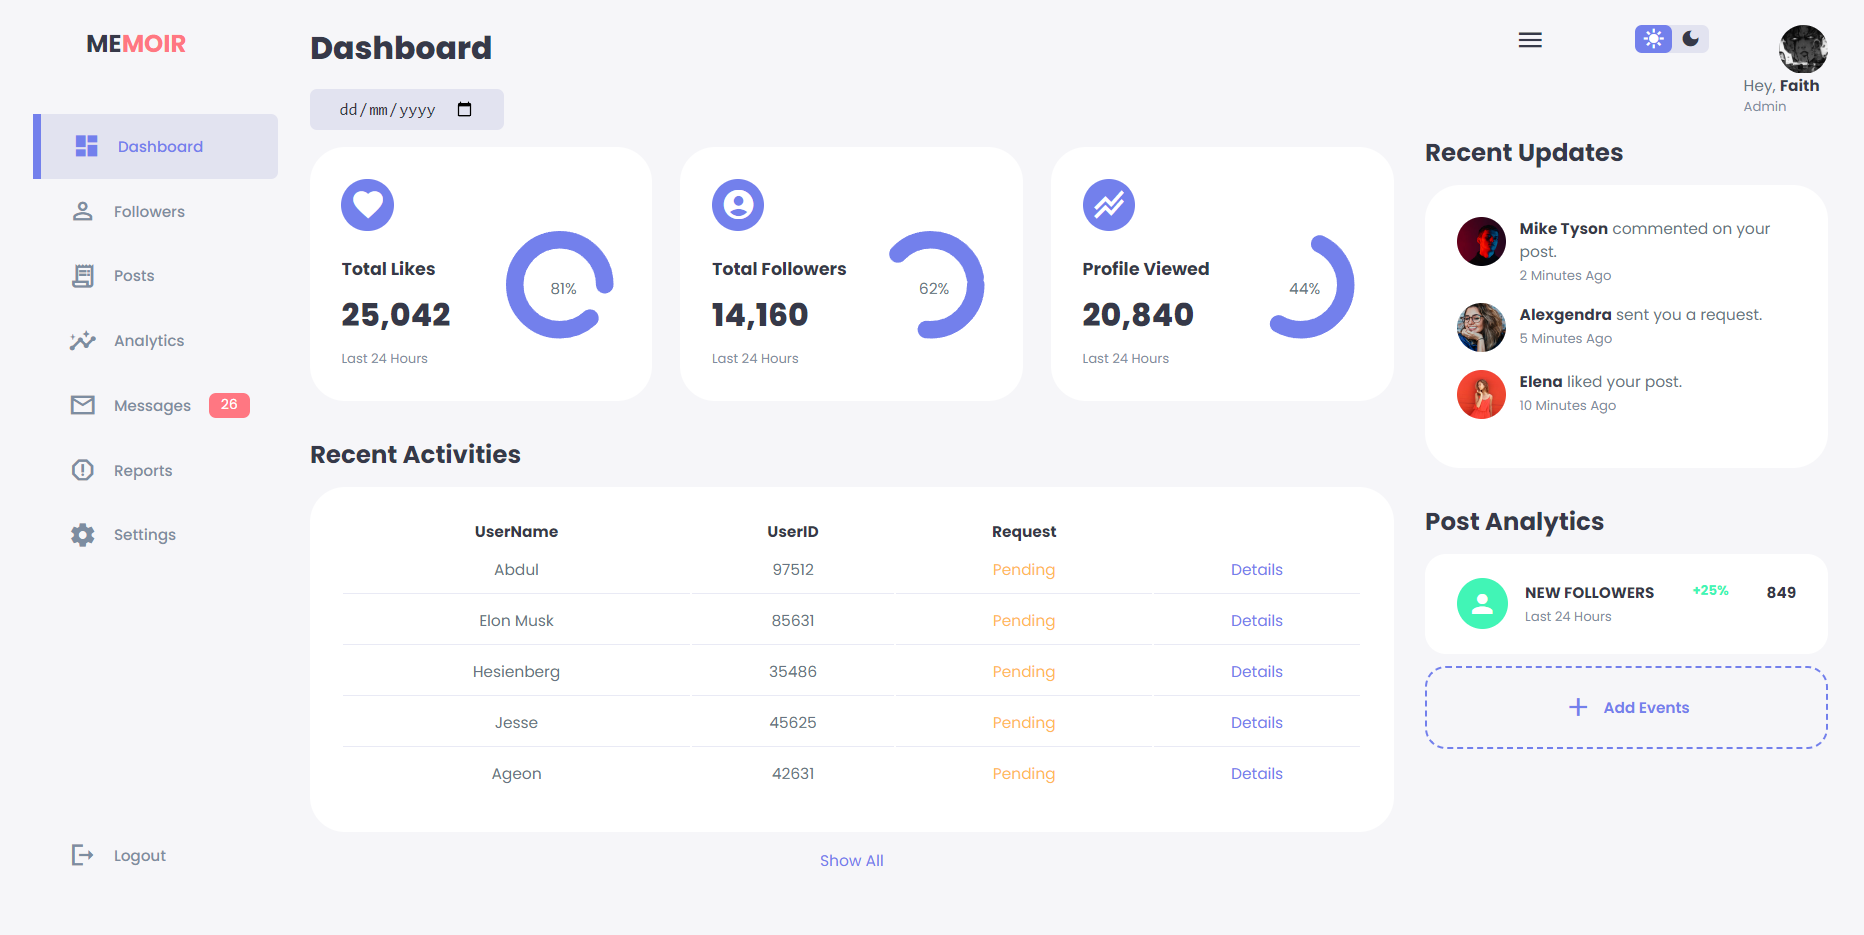 MEMOIR
Dashboard
Followers
Posts
Analytics
Messages 26
Reports
Settings
Logout
Dashboard
dd/mm/yyyy
Total Likes
25,042
Last 24 Hours
81%
Total Followers
14,160
Last 24 Hours
62%
Profile Viewed
20,840
Last 24 Hours
44%
Recent Activities
UserName UserID Request
Abdul 97512 Pending Details
Elon Musk 85631 Pending Details
Hesienberg 35486 Pending Details
Jesse 45625 Pending Details
Ageon 42631 Pending Details
Show All
Hey, Faith
Admin
Recent Updates
Mike Tyson commented on your
post.
2 Minutes Ago
Alexgendra sent you a request.
5 Minutes Ago
Elena liked your post.
10 Minutes Ago
Post Analytics
NEW FOLLOWERS +25% 849
Last 24 Hours
Add Events